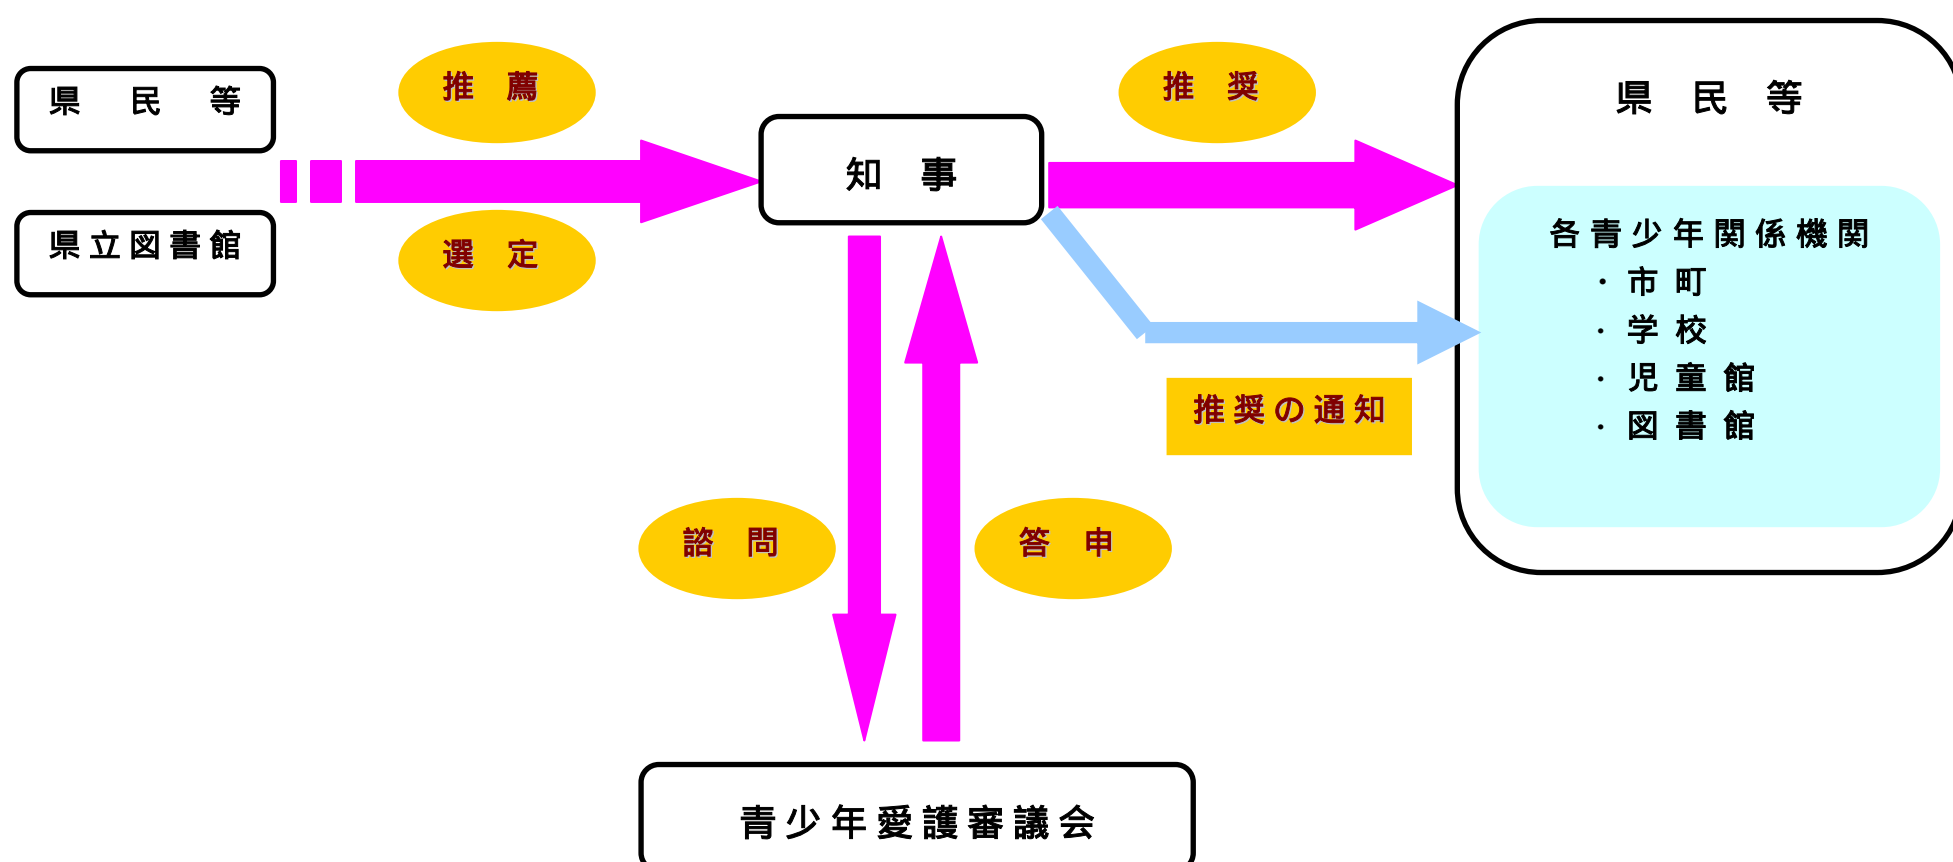 県民等
推薦
県立図書館
選定
知事
推奨
県民等
各青少年関係機関
・市町
・学校
・児童館
・図書館
推奨の通知
諮問
答申
青少年愛護審議会